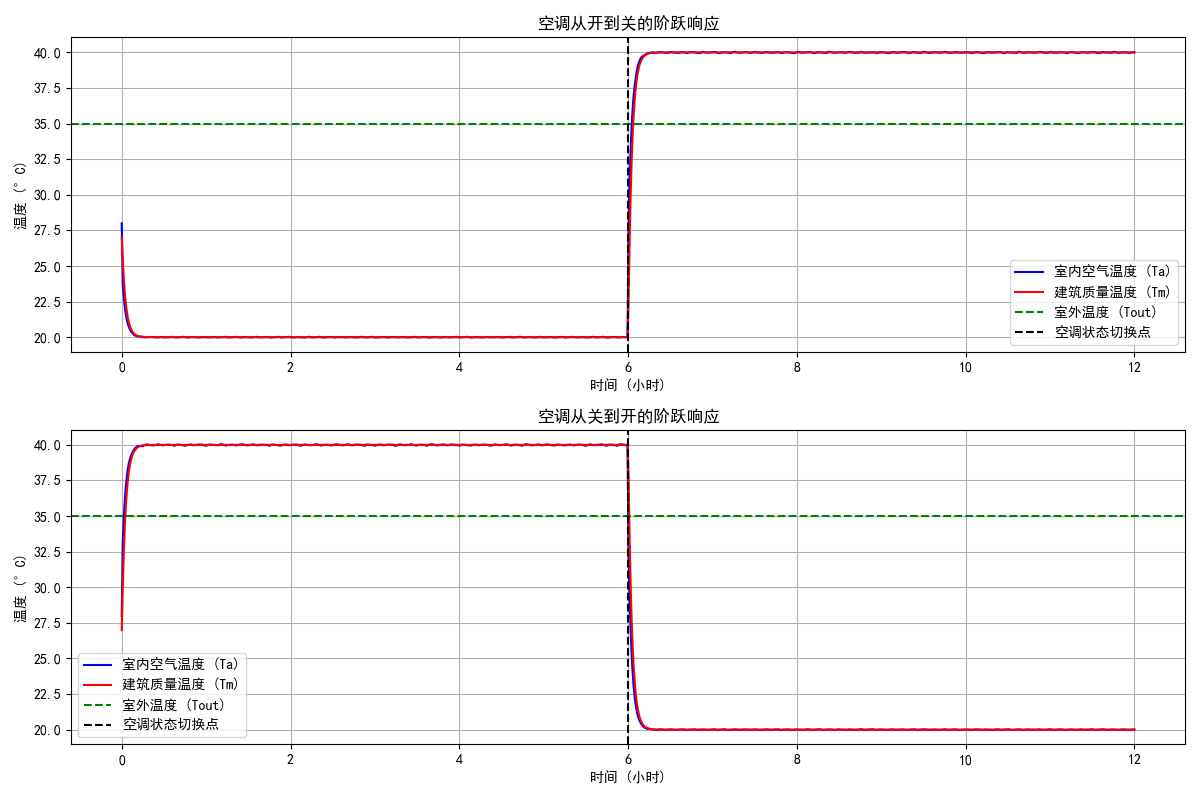 空调从开到关的阶跃响应
40.0
37.5
35.0
32.5
30.0
27.5
25.0
22.5
20.0
温度 (°C)
室内空气温度 (Ta)
建筑质量温度 (Tm)
室外温度 (Tout)
空调状态切换点
0 2 4 6 8 10 12
时间 (小时)
空调从关到开的阶跃响应
40.0
37.5
35.0
32.5
30.0
27.5
25.0
22.5
20.0
温度 (°C)
室内空气温度 (Ta)
建筑质量温度 (Tm)
室外温度 (Tout)
空调状态切换点
0 2 4 6 8 10 12
时间 (小时)